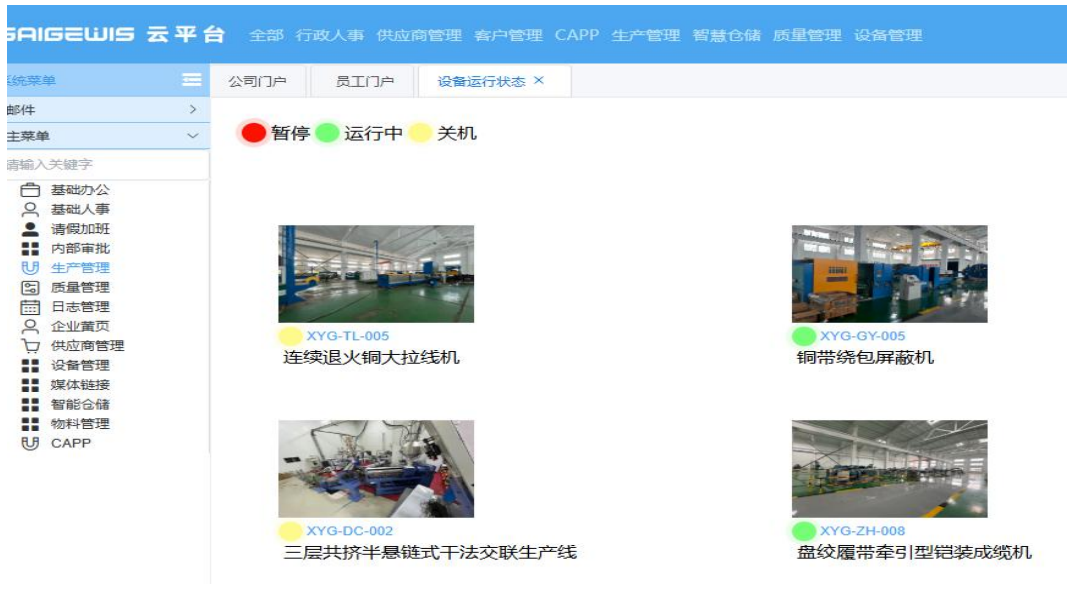 SAIGEWIS 云平台 全部 行政人事 供应商管理 客户管理 CAPP 生产管理 智慧仓储 质量管理 设备管理
系统菜单
公司门户 员工门户 设备运行状态 ×
邮件
主菜单
请输入关键字
暂停 运行中 关机
基础办公
基础人事
请假加班
内部审批
生产管理
质量管理
日志管理
企业黄页
供应商管理
设备管理
媒体链接
智能仓储
物料管理
CAPP
XYG-TL-005
连续退火铜大拉线机
XYG-GY-005
铜带绕包屏蔽机
XYG-DC-002
三层共挤半悬链式干法交联生产线
XYG-ZH-008
盘绞履带牵引型铠装成缆机